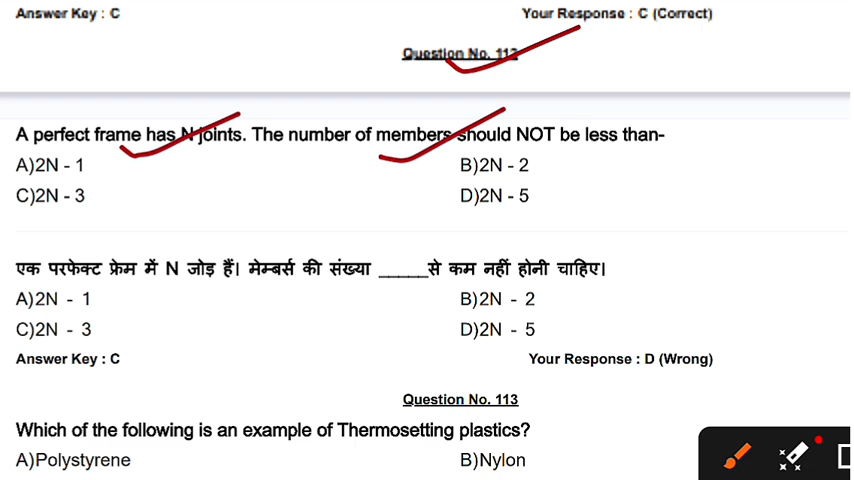 Answer Key : C Your Response : C (Correct)
Question No. 112
A perfect frame has N joints. The number of members should NOT be less than-
A)2N - 1 B)2N - 2
C)2N - 3 D)2N - 5
एक परफेक्ट फ्रेम में N जोड़ हैं। मेम्बर्स की संख्या _____से कम नहीं होनी चाहिए।
A)2N - 1 B)2N - 2
C)2N - 3 D)2N - 5
Answer Key : C Your Response : D (Wrong)
Question No. 113
Which of the following is an example of Thermosetting plastics?
A)Polystyrene B)Nylon